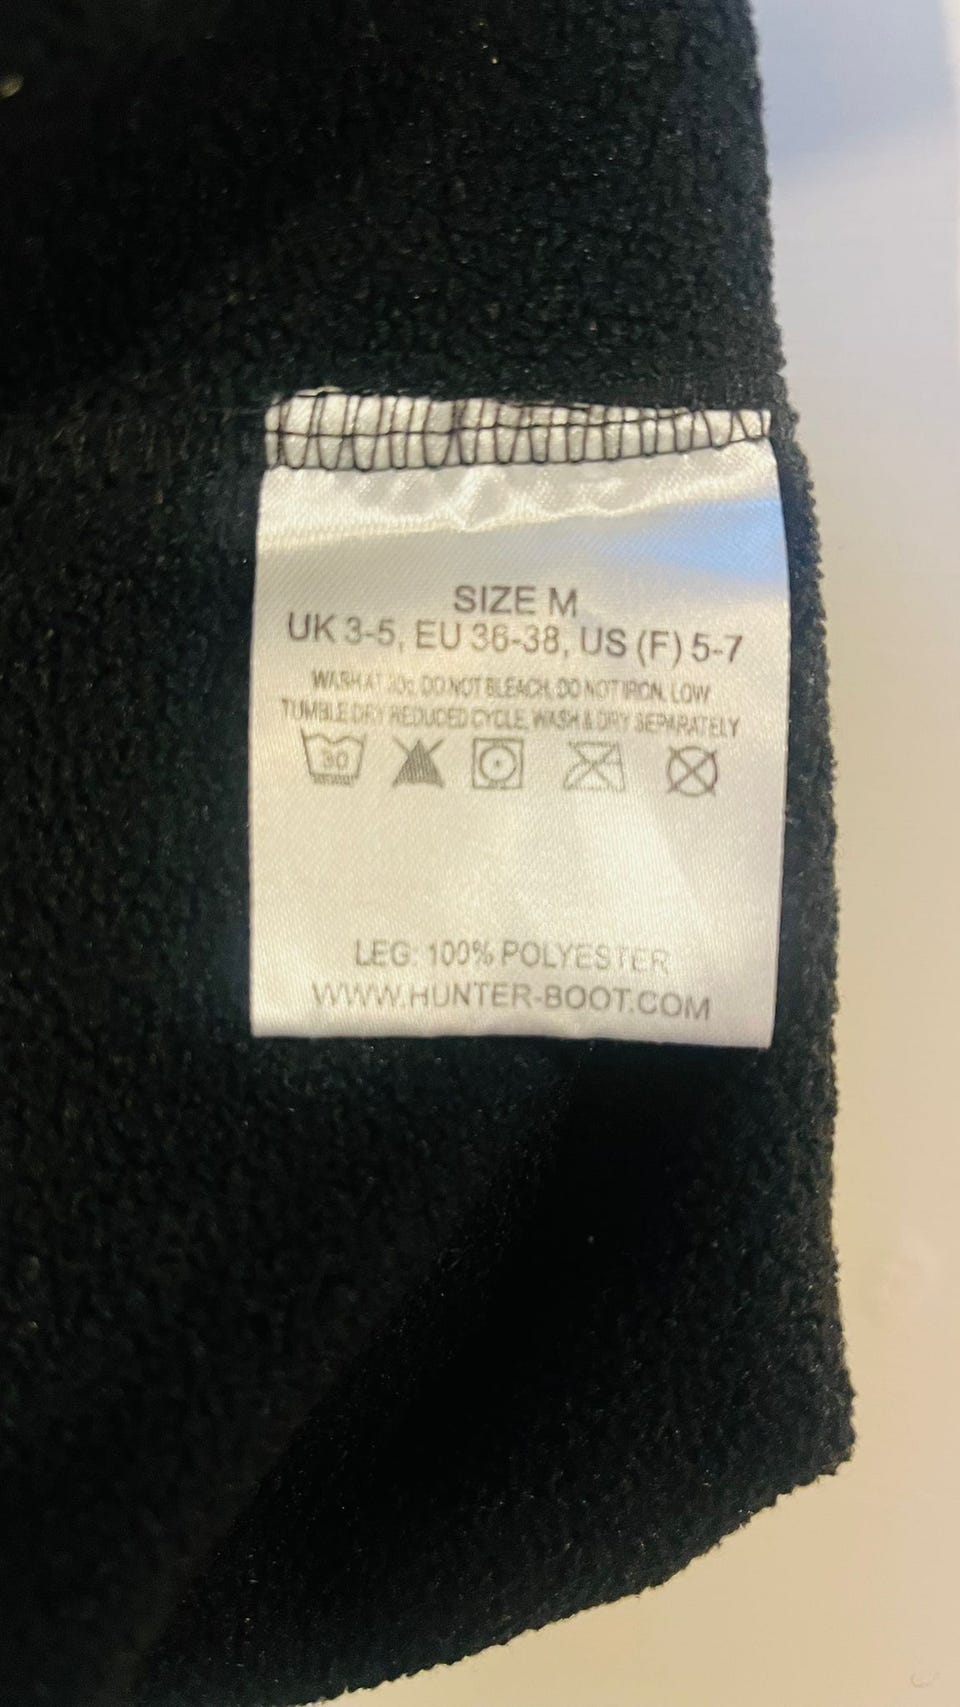 SIZE M
UK 3-5, EU 36-38, US (F) 5-7
WASH AT 30c, DO NOT BLEACH, DO NOT IRON, LOW
TUMBLE DRY REDUCED CYCLE, WASH & DRY SEPARATELY
30
LEG: 100% POLYESTER
WWW.HUNTER-BOOT.COM